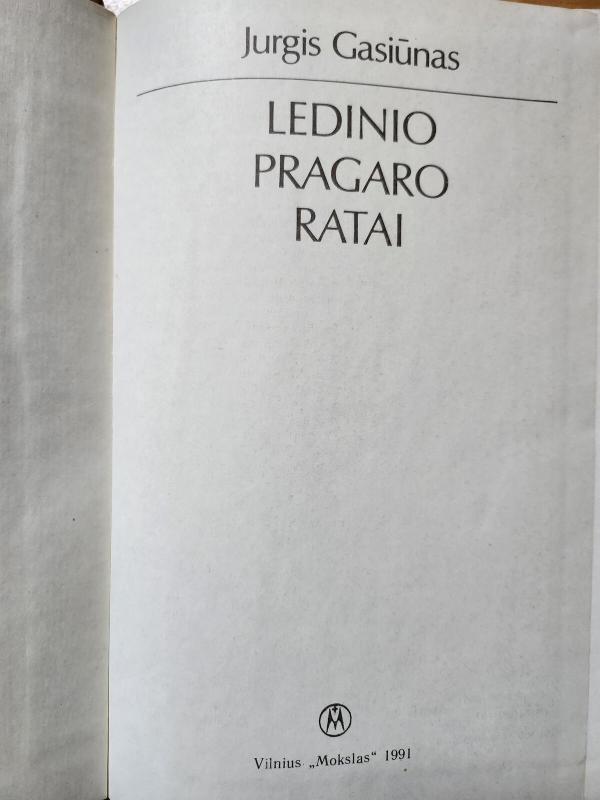 Jurgis Gasiūnas
LEDINIO
PRAGARO
RATAI
M
Vilnius „Mokslas“ 1991